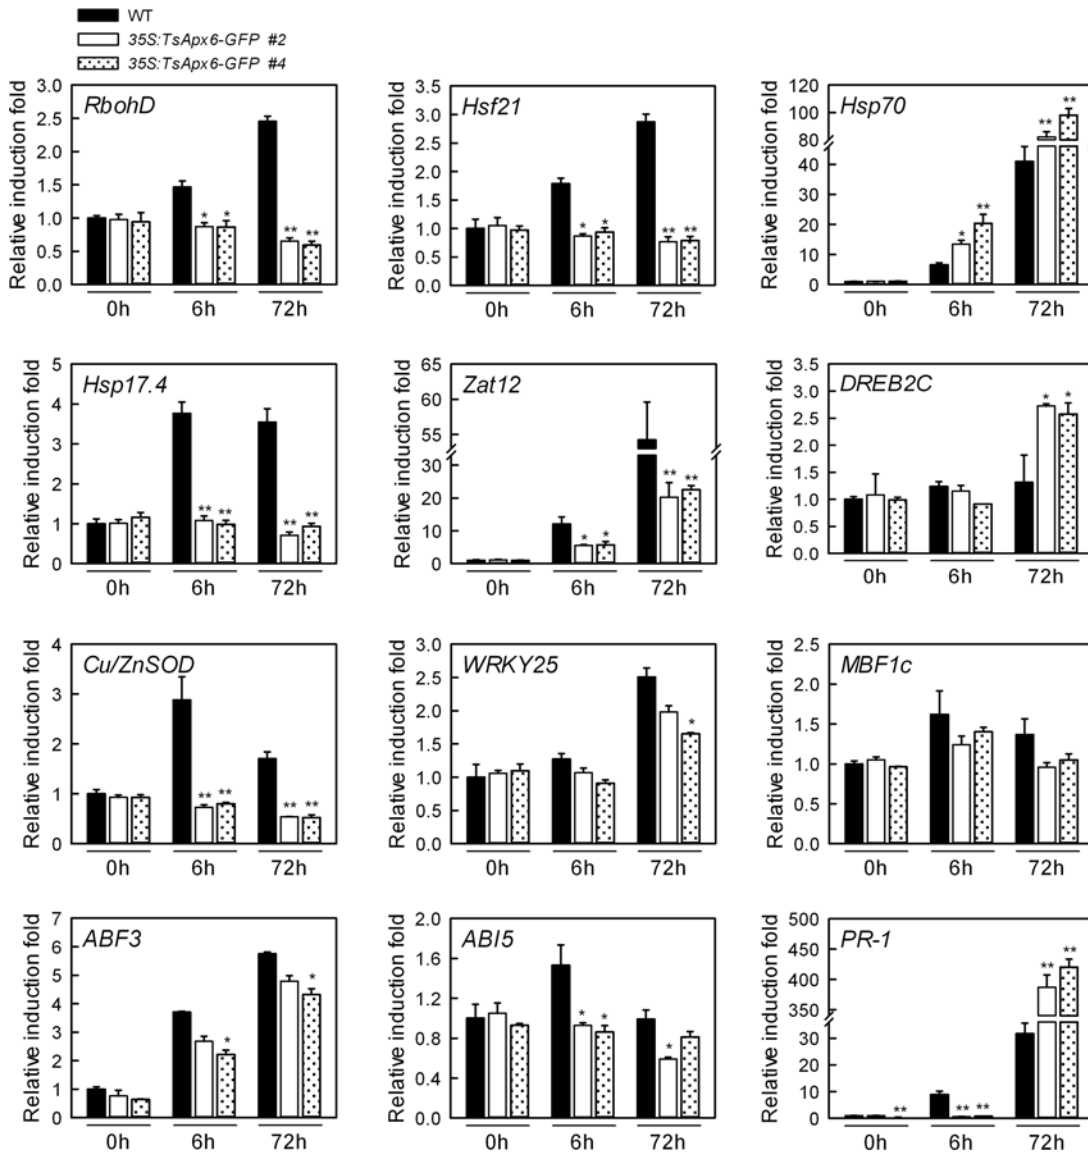 WT
35S:TsApx6-GFP #2
35S:TsApx6-GFP #4
Relative induction fold
3.0
2.5
2.0
1.5
1.0
0.5
0.0
RbohD
* *
** **
0h 6h 72h
Relative induction fold
3.5
3.0
2.5
2.0
1.5
1.0
0.5
0.0
Hsf21
* *
** **
0h 6h 72h
Relative induction fold
120
100
80
40
30
20
10
0
Hsp70
* **
** **
0h 6h 72h
Relative induction fold
5
4
3
2
1
0
Hsp17.4
** **
** **
0h 6h 72h
Relative induction fold
65
60
55
20
10
0
Zat12
* *
** **
0h 6h 72h
Relative induction fold
3.5
3.0
2.5
2.0
1.5
1.0
0.5
0.0
DREB2C
* *
0h 6h 72h
Relative induction fold
4
3
2
1
0
Cu/ZnSOD
** **
** **
0h 6h 72h
Relative induction fold
3.0
2.5
2.0
1.5
1.0
0.5
0.0
WRKY25
*
0h 6h 72h
Relative induction fold
2.5
2.0
1.5
1.0
0.5
0.0
MBF1c
0h 6h 72h
Relative induction fold
7
6
5
4
3
2
1
0
ABF3
*
*
0h 6h 72h
Relative induction fold
2.0
1.6
1.2
0.8
0.4
0.0
ABI5
* *
*
0h 6h 72h
Relative induction fold
500
450
400
350
30
20
10
0
PR-1
**
** **
** **
0h 6h 72h